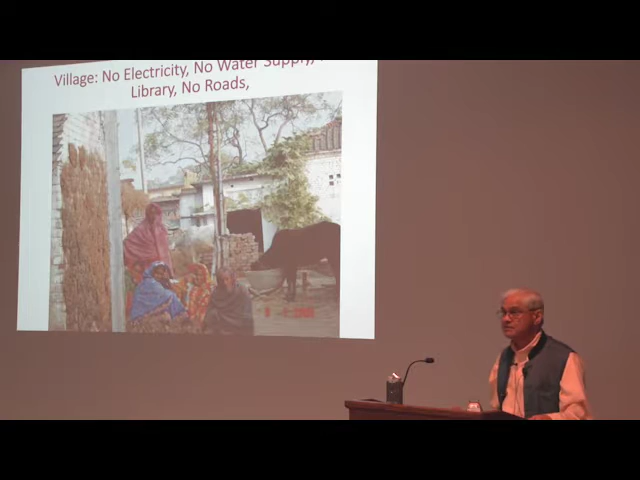 Village: No Electricity, No Water Supply,
Library, No Roads,